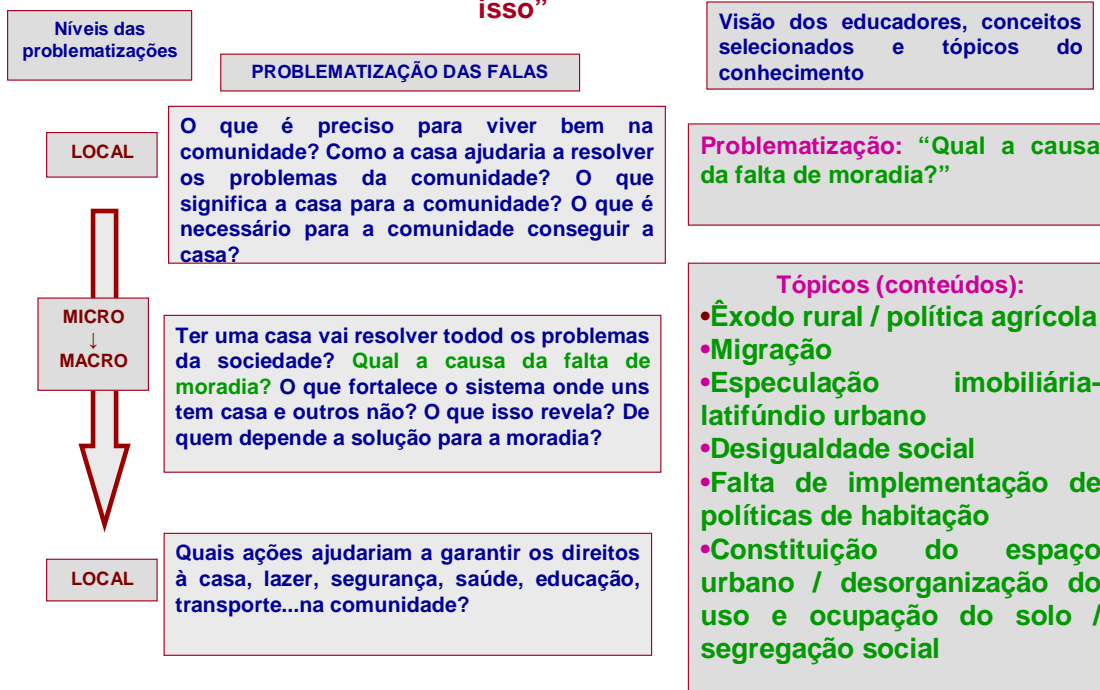 isso”
Níveis das
problematizações
PROBLEMATIZAÇÃO DAS FALAS
Visão dos educadores, conceitos
selecionados e tópicos do
conhecimento
LOCAL
O que é preciso para viver bem na
comunidade? Como a casa ajudaria a resolver
os problemas da comunidade? O que
significa a casa para a comunidade? O que é
necessário para a comunidade conseguir a
casa?
Problematização: “Qual a causa
da falta de moradia?”
MICRO
↓
MACRO
Ter uma casa vai resolver todod os problemas
da sociedade? Qual a causa da falta de
moradia? O que fortalece o sistema onde uns
tem casa e outros não? O que isso revela? De
quem depende a solução para a moradia?
Tópicos (conteúdos):
•Êxodo rural / política agrícola
•Migração
•Especulação imobiliária-
latifúndio urbano
•Desigualdade social
•Falta de implementação de
políticas de habitação
•Constituição do espaço
urbano / desorganização do
uso e ocupação do solo /
segregação social
LOCAL
Quais ações ajudariam a garantir os direitos
à casa, lazer, segurança, saúde, educação,
transporte...na comunidade?